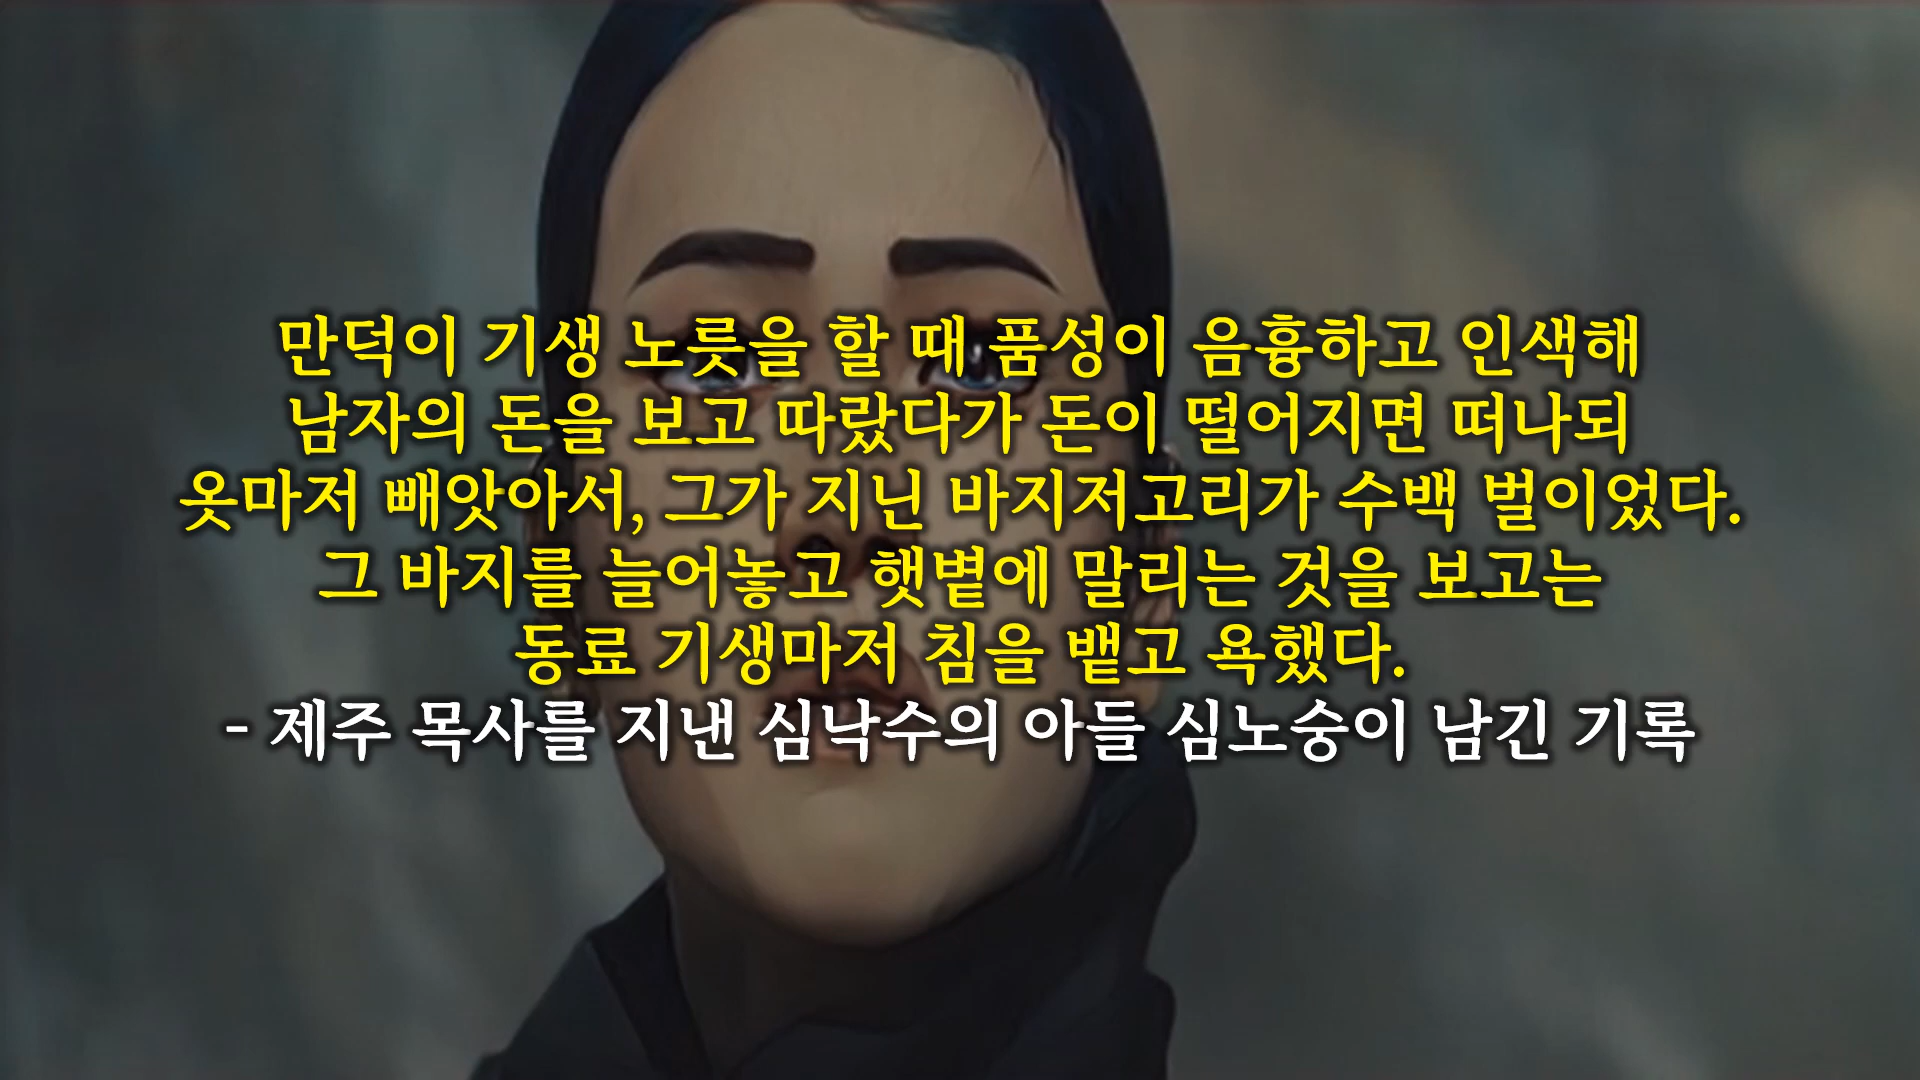 만덕이 기생 노릇을 할 때 품성이 음흉하고 인색해
남자의 돈을 보고 따랐다가 돈이 떨어지면 떠나되
옷마저 빼앗아서, 그가 지닌 바지저고리가 수백 벌이었다.
그 바지를 늘어놓고 햇볕에 말리는 것을 보고는
동료 기생마저 침을 뱉고 욕했다.
- 제주 목사를 지낸 심낙수의 아들 심노숭이 남긴 기록